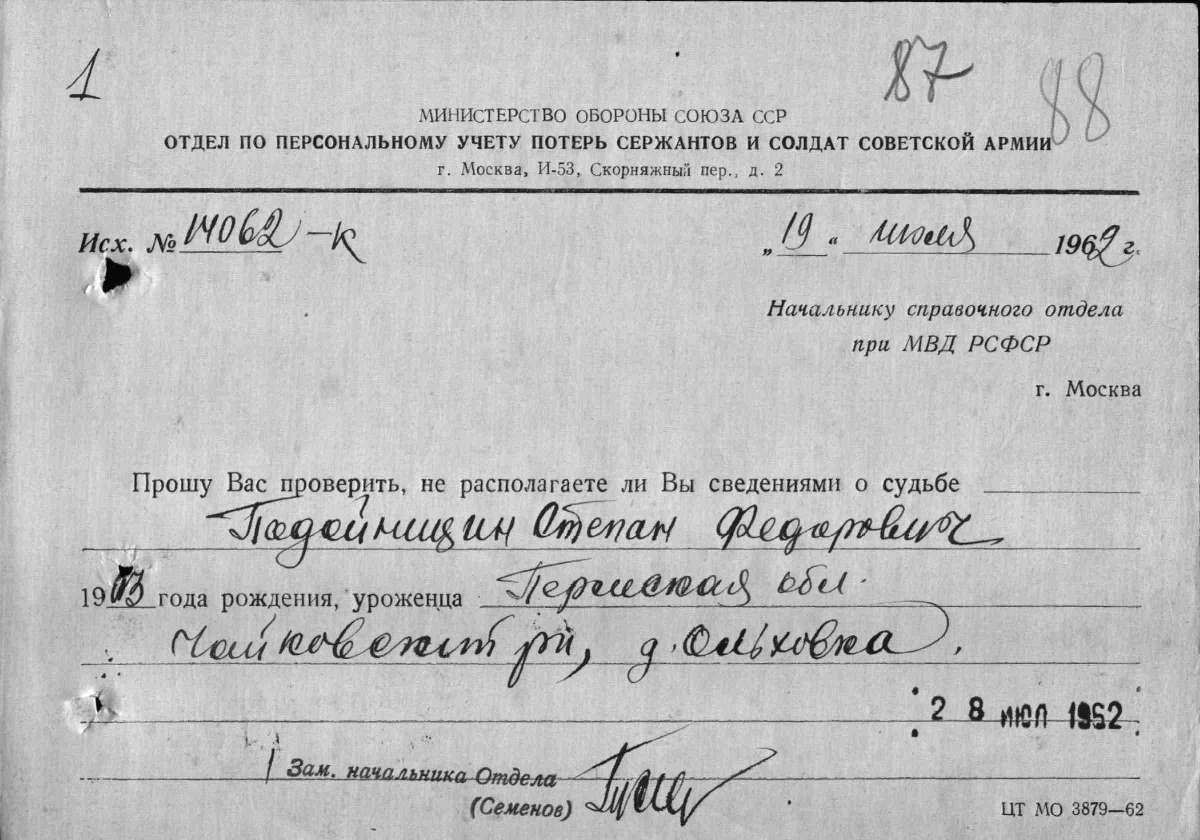 1
87
88
МИНИСТЕРСТВО ОБОРОНЫ СОЮЗА ССР
ОТДЕЛ ПО ПЕРСОНАЛЬНОМУ УЧЕТУ ПОТЕРЬ СЕРЖАНТОВ И СОЛДАТ СОВЕТСКОЙ АРМИИ
г. Москва, И-53, Скорняжный пер., д. 2
Исх. № 14062-к „19“ июля 1962 г.
Начальнику справочного отдела
при МВД РСФСР
г. Москва
Прошу Вас проверить, не располагаете ли Вы сведениями о судьбе
Подойницин Степан Федорович
1903 года рождения, уроженца Пермская обл.
Чайковский рн, д. Ольховка.
28 ИЮЛ 1962
Зам. начальника Отдела
(Семенов)
ЦТ МО 3879—62